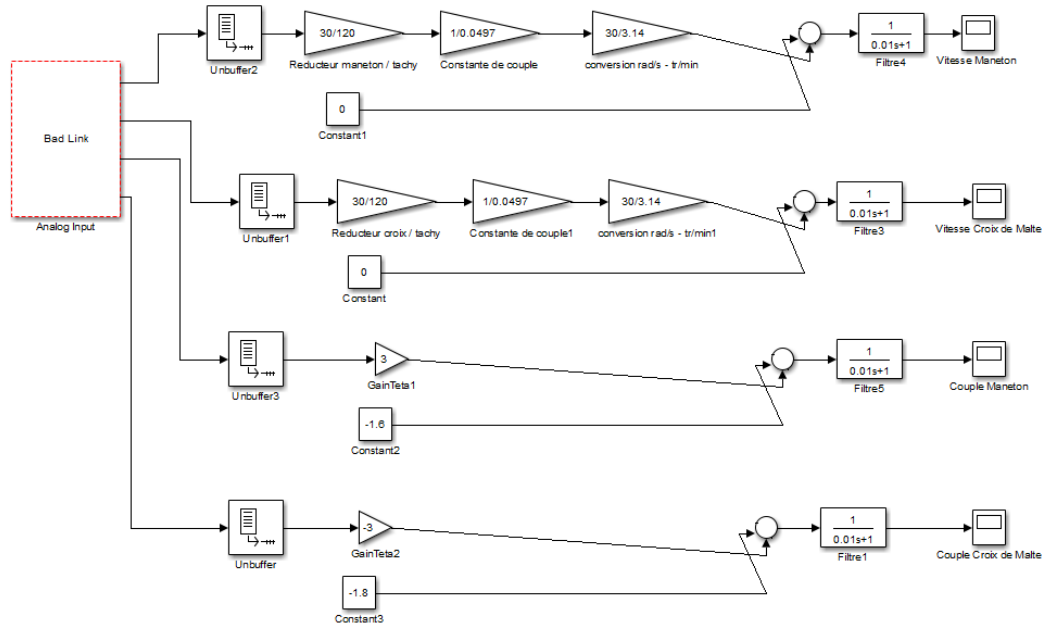 30/120
1/0.0497
30/3.14
1
0.01s+1
Unbuffer2
Reducteur maneton / tachy
Constante de couple
conversion rad/s - tr/min
Filtre4
Vitesse Maneton
0
Constant1
Bad Link
Analog Input
30/120
1/0.0497
30/3.14
1
0.01s+1
Unbuffer1
Reducteur croix / tachy
Constante de couple1
conversion rad/s - tr/min1
Filtre3
Vitesse Croix de Malte
0
Constant
3
1
0.01s+1
Unbuffer3
GainTeta1
Filtre5
Couple Maneton
-1.6
Constant2
-3
1
0.01s+1
Unbuffer
GainTeta2
Filtre1
Couple Croix de Malte
-1.8
Constant3